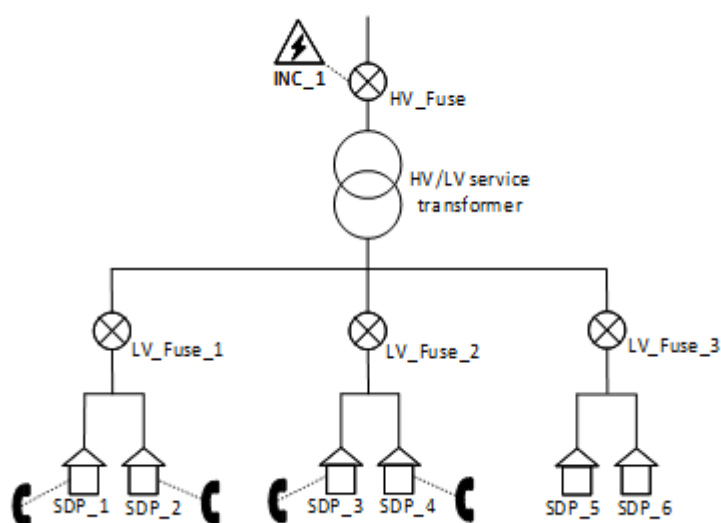 INC_1
HV_Fuse
HV/LV service
transformer
LV_Fuse_1
LV_Fuse_2
LV_Fuse_3
SDP_1
SDP_2
SDP_3
SDP_4
SDP_5
SDP_6